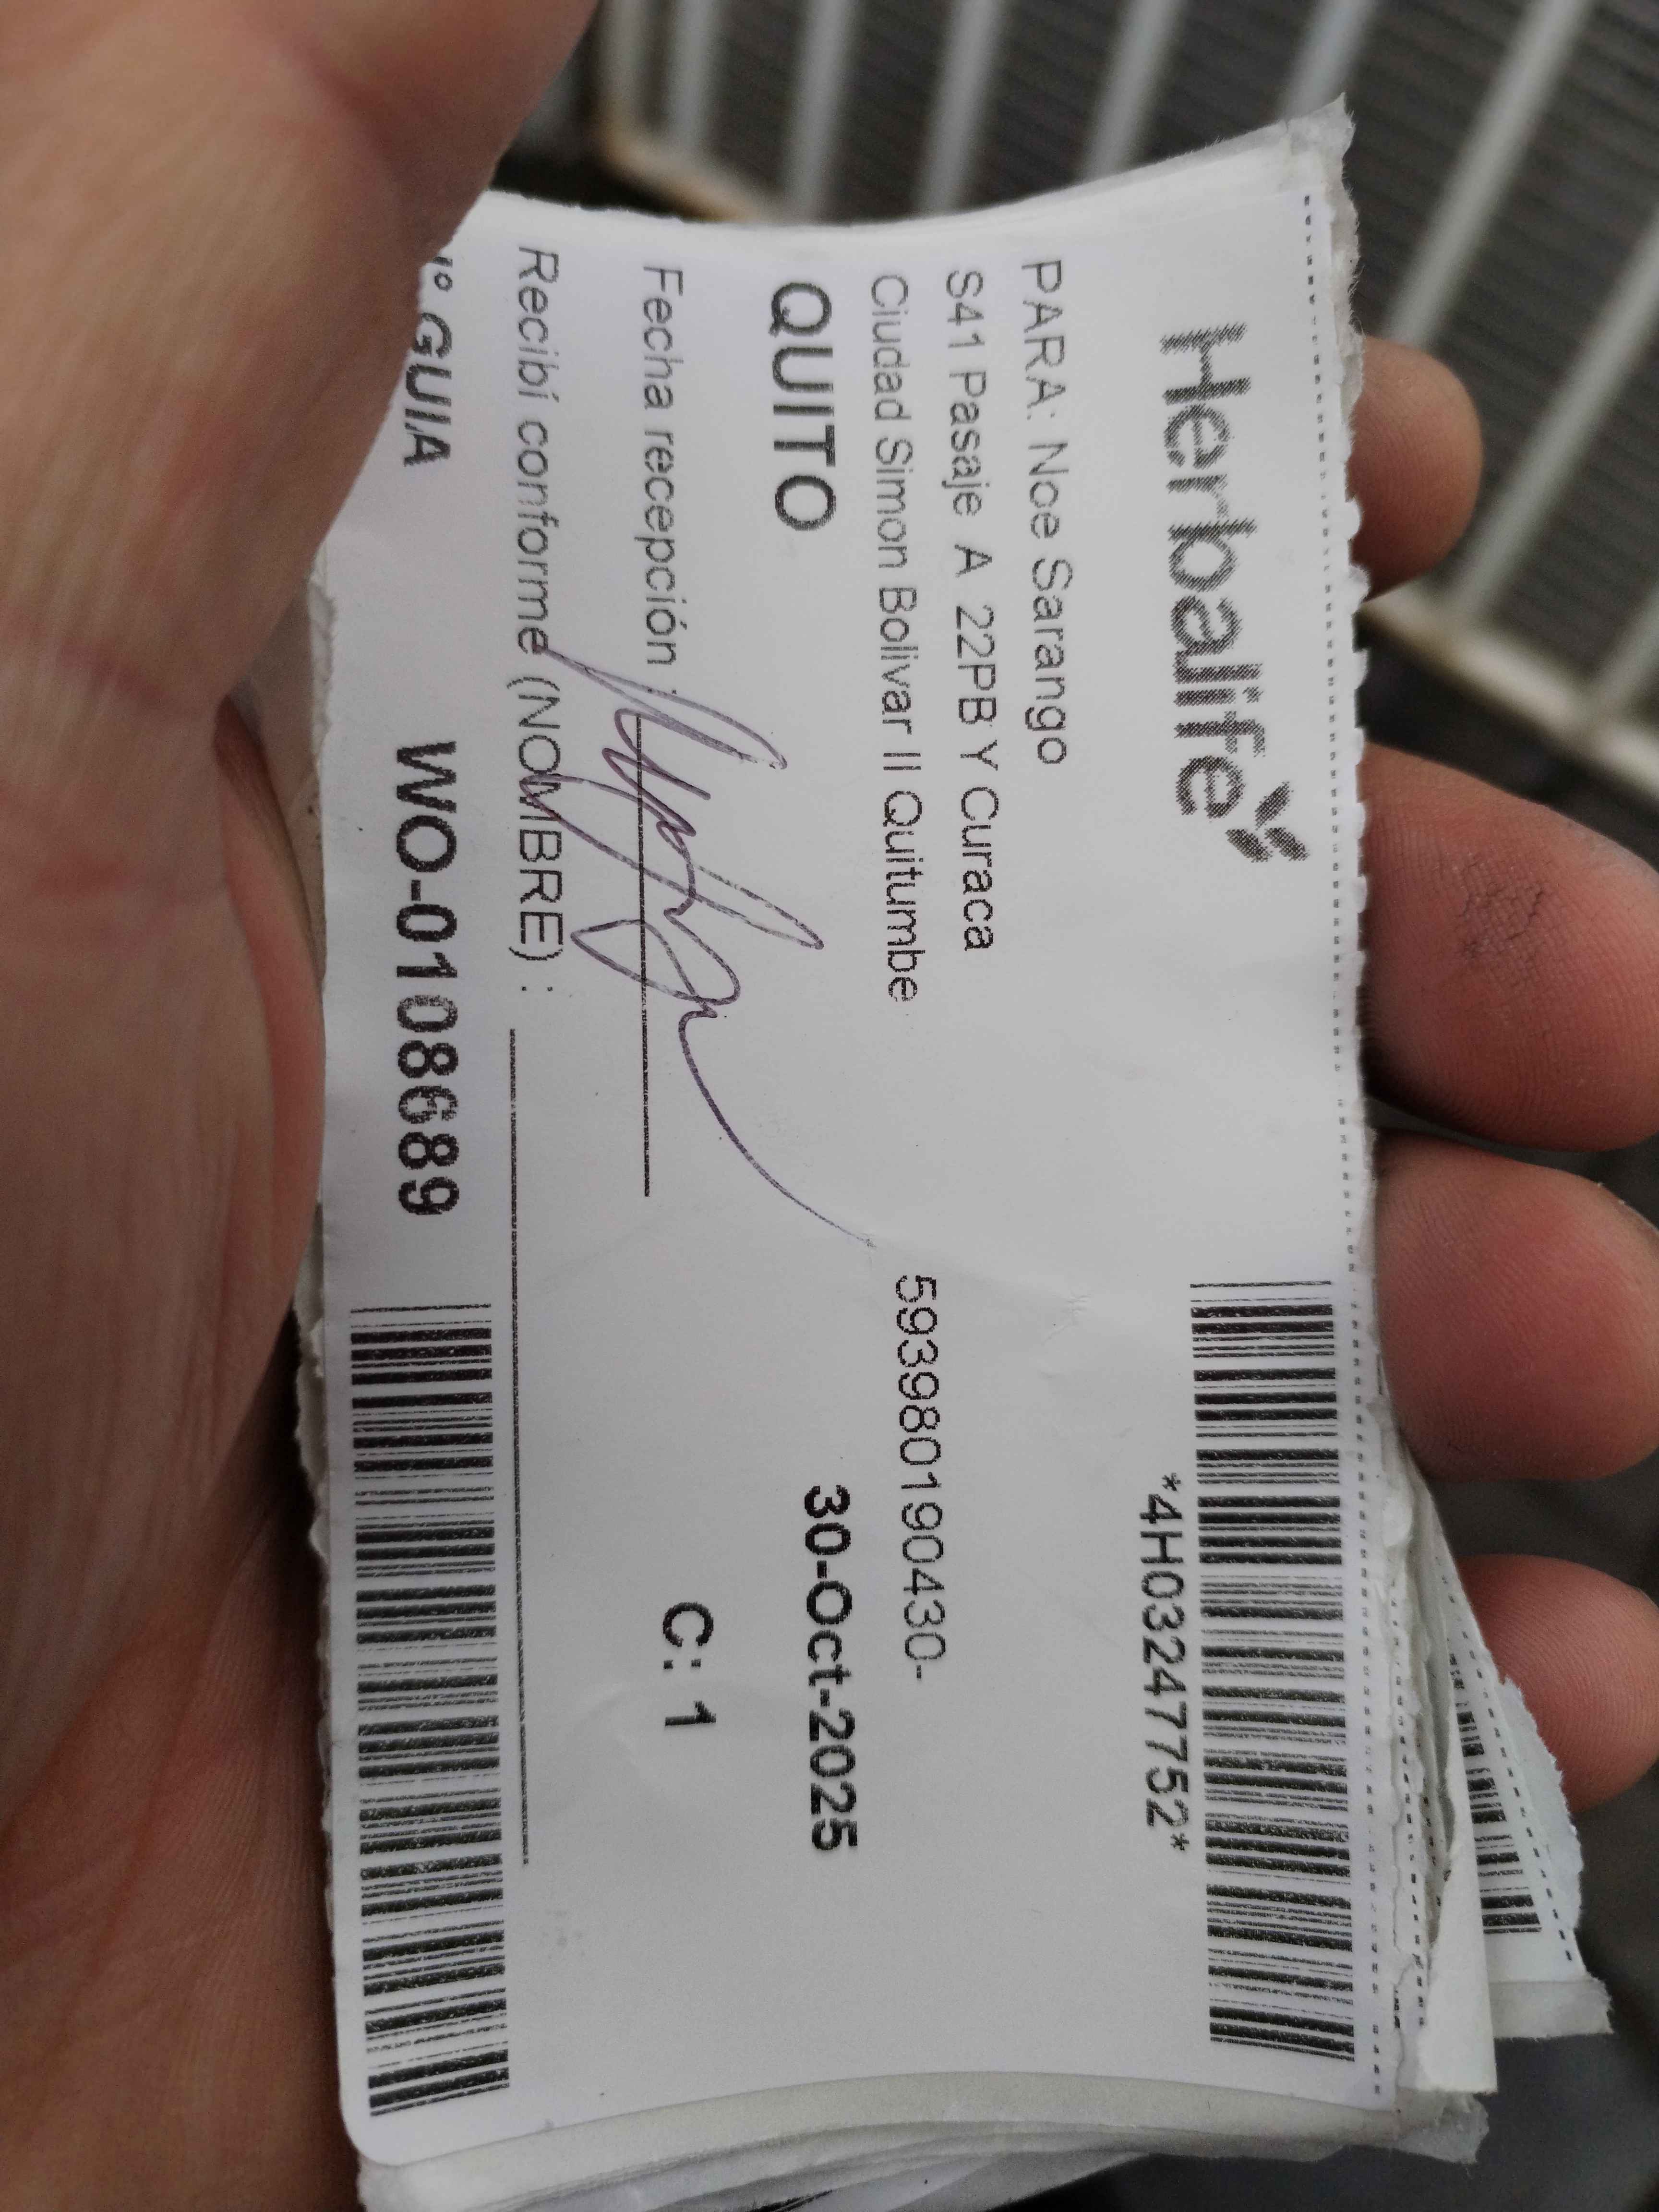 Herbalife
*4H03247752*
PARA: Noe Sarango
S41 Pasaje A 22PB Y Curaca
Ciudad Simon Bolivar II Quitumbe
593980190430-
QUITO
30-Oct-2025
Fecha recepción
C: 1
Recibí conforme (NOMBRE) :
GUIA
WO-0108689